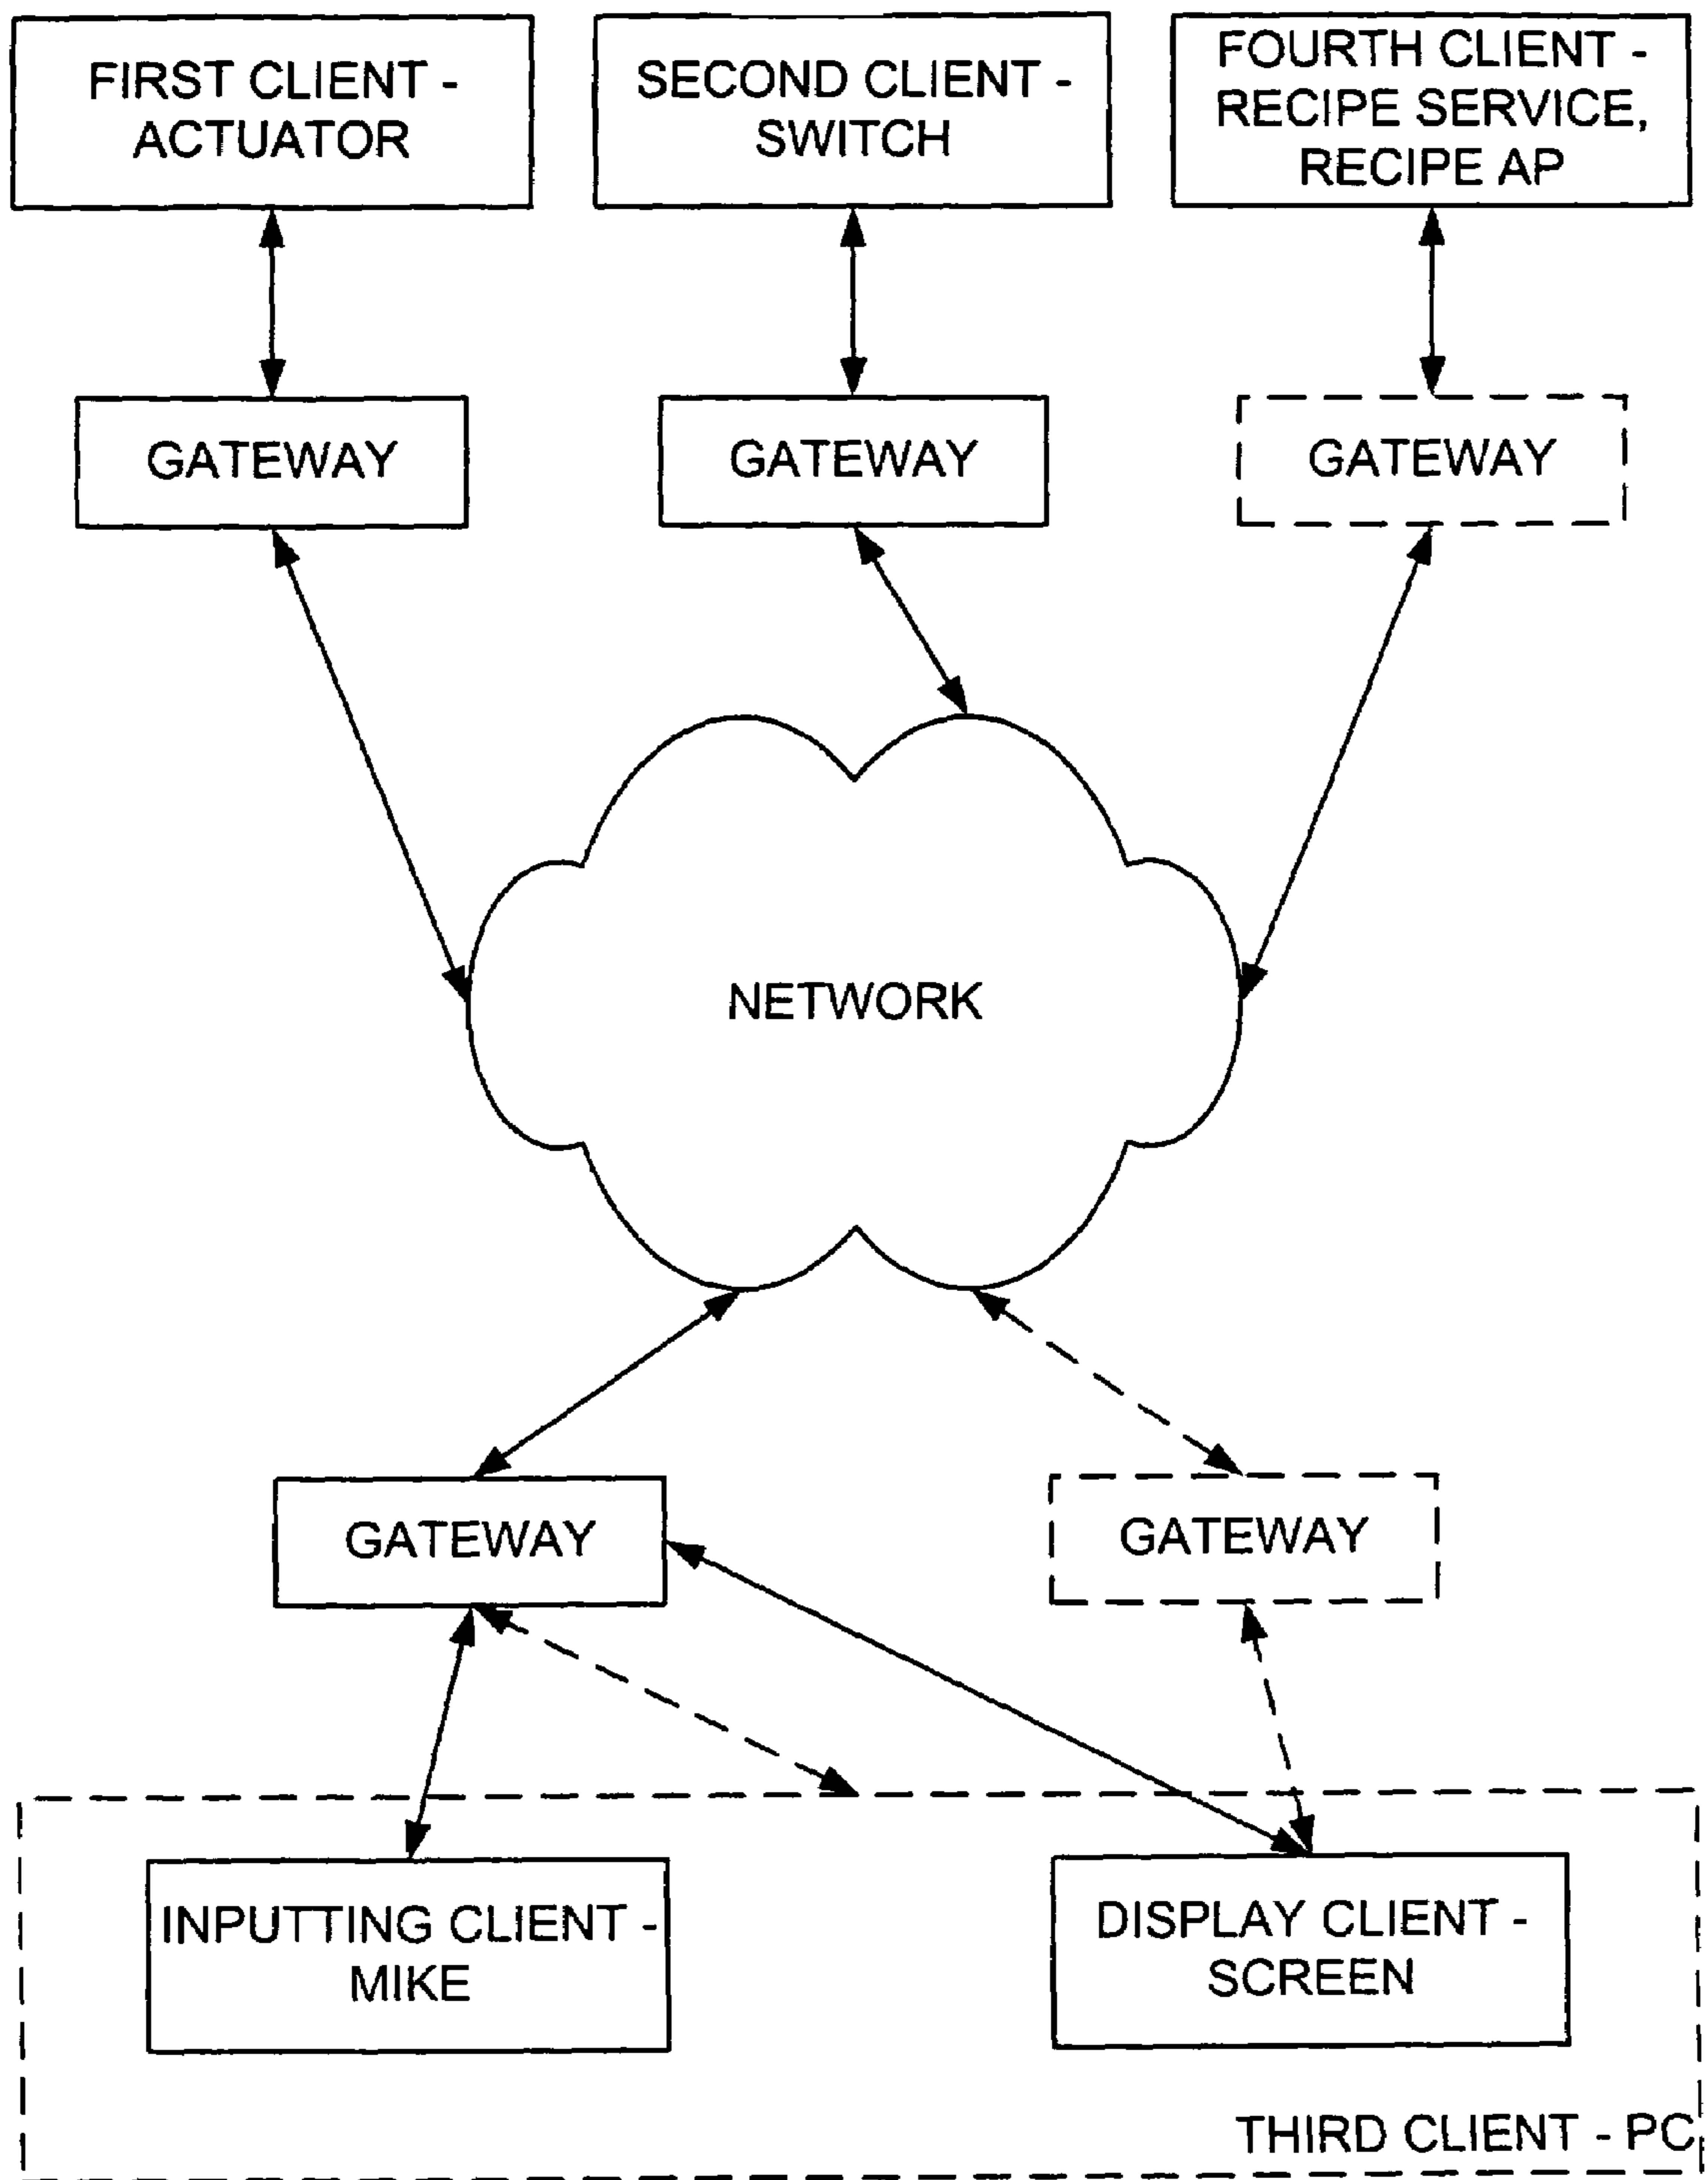 FIRST CLIENT -
ACTUATOR
SECOND CLIENT -
SWITCH
FOURTH CLIENT -
RECIPE SERVICE,
RECIPE AP
GATEWAY
GATEWAY
GATEWAY
NETWORK
GATEWAY
GATEWAY
INPUTTING CLIENT -
MIKE
DISPLAY CLIENT -
SCREEN
THIRD CLIENT - PC